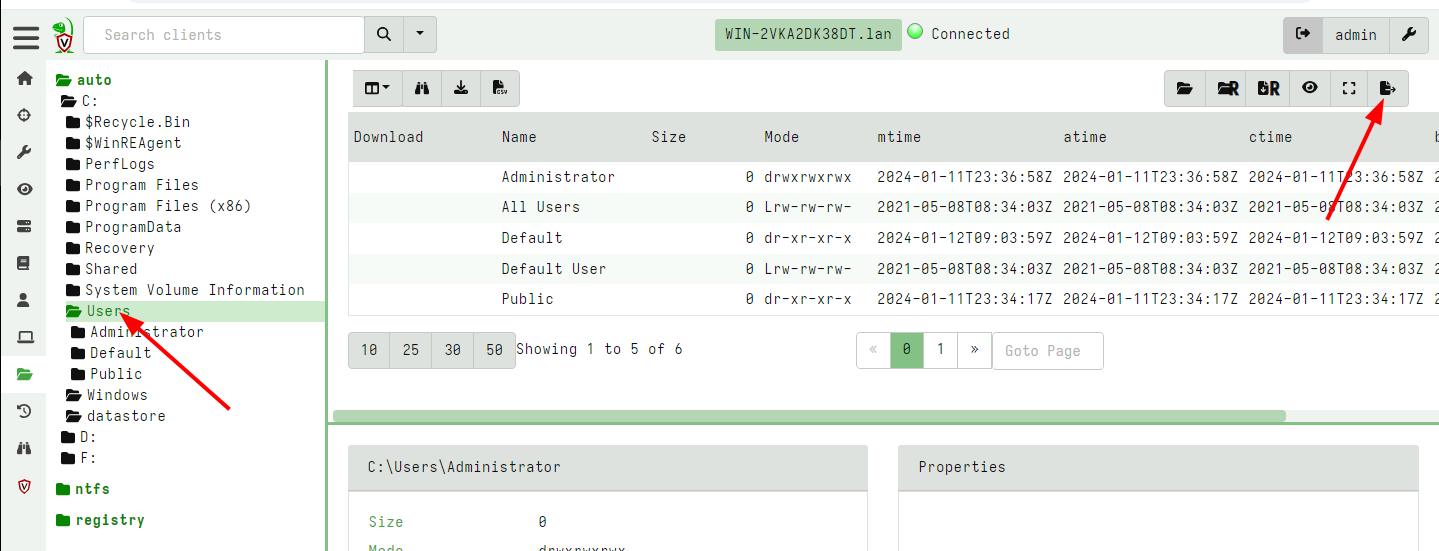 Search clients
WIN-2VKA2DK38DT.lan Connected
admin
auto
C:
$Recycle.Bin
$WinREAgent
PerfLogs
Program Files
Program Files (x86)
ProgramData
Recovery
Shared
System Volume Information
Users
Administrator
Default
Public
Windows
datastore
D:
F:
ntfs
registry
CSV
R
R
Download Name Size Mode mtime atime ctime b
Administrator 0 drwxrwxrwx 2024-01-11T23:36:58Z 2024-01-11T23:36:58Z 2024-01-11T23:36:58Z
All Users 0 Lrw-rw-rw- 2021-05-08T08:34:03Z 2021-05-08T08:34:03Z 2021-05-08T08:34:03Z
Default 0 dr-xr-xr-x 2024-01-12T09:03:59Z 2024-01-12T09:03:59Z 2024-01-12T09:03:59Z
Default User 0 Lrw-rw-rw- 2021-05-08T08:34:03Z 2021-05-08T08:34:03Z 2021-05-08T08:34:03Z
Public 0 dr-xr-xr-x 2024-01-11T23:34:17Z 2024-01-11T23:34:17Z 2024-01-11T23:34:17Z
10 25 30 50 Showing 1 to 5 of 6 « 0 1 » Goto Page
C:\Users\Administrator
Size 0
Mode drwxrwxrwx
Properties